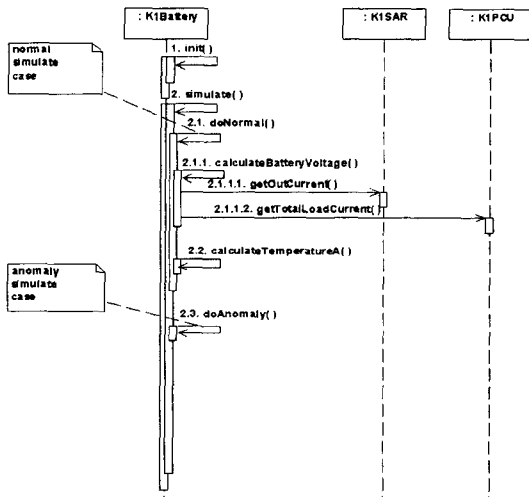 : K1Battery
: K1SAR
: K1PCU
normal
simulate
case
1. init( )
2. simulate( )
2.1. doNormal( )
2.1.1. calculateBatteryVoltage( )
2.1.1.1. getOutCurrent( )
2.1.1.2. getTotalLoadCurrent( )
2.2. calculateTemperatureA( )
anomaly
simulate
case
2.3. doAnomaly( )